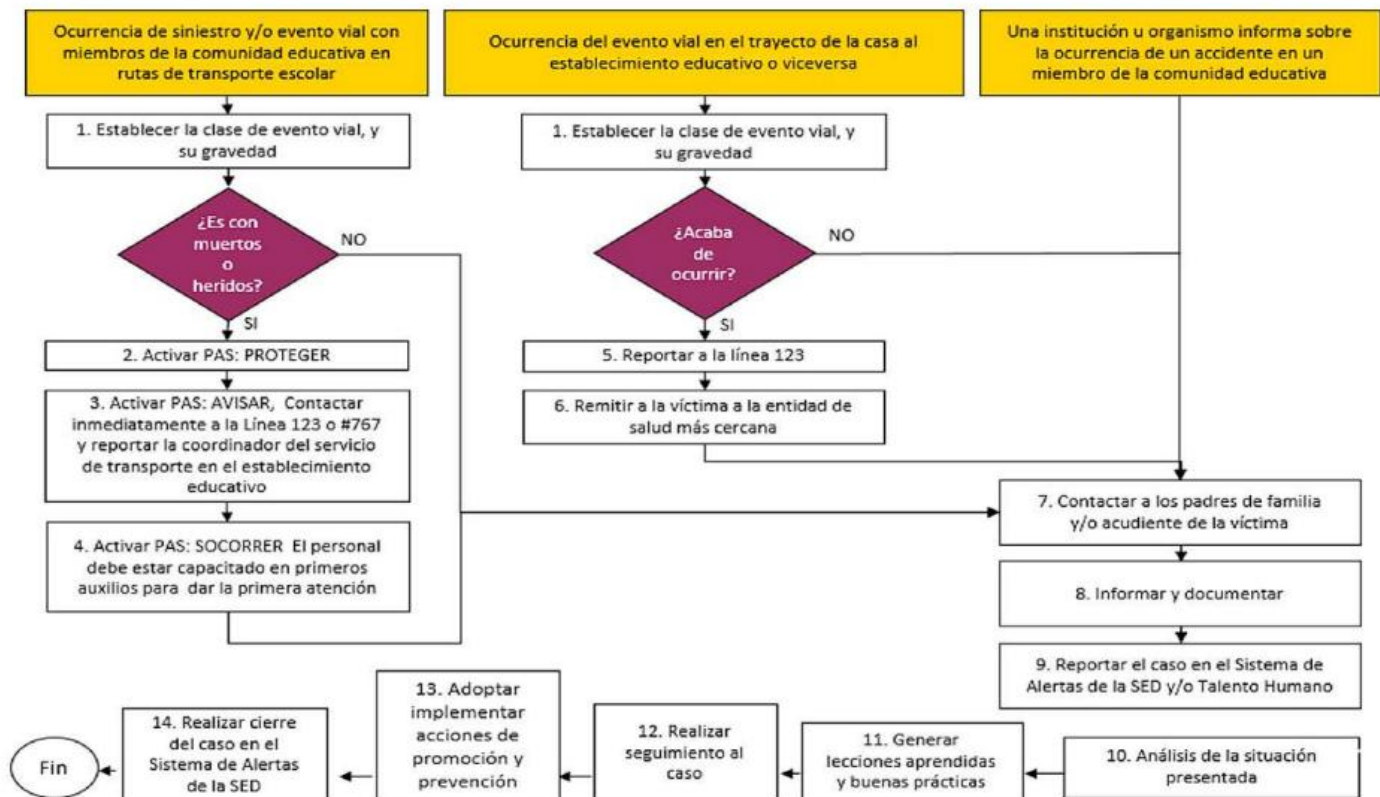 Ocurrencia de siniestro y/o evento vial con
miembros de la comunidad educativa en
rutas de transporte escolar
Ocurrencia del evento vial en el trayecto de la casa al
establecimiento educativo o viceversa
Una institución u organismo informa sobre
la ocurrencia de un accidente en un
miembro de la comunidad educativa
1. Establecer la clase de evento vial, y
su gravedad
1. Establecer la clase de evento vial, y
su gravedad
¿Es con
muertos
o
heridos?
NO
SI
¿Acaba
de
ocurrir?
NO
SI
2. Activar PAS: PROTEGER
3. Activar PAS: AVISAR, Contactar
inmediatamente a la Línea 123 o #767
y reportar la coordinador del servicio
de transporte en el establecimiento
educativo
4. Activar PAS: SOCORRER El personal
debe estar capacitado en primeros
auxilios para dar la primera atención
5. Reportar a la línea 123
6. Remitir a la víctima a la entidad de
salud más cercana
7. Contactar a los padres de familia
y/o acudiente de la víctima
8. Informar y documentar
9. Reportar el caso en el Sistema de
Alertas de la SED y/o Talento Humano
10. Análisis de la situación
presentada
11. Generar
lecciones aprendidas
y buenas prácticas
12. Realizar
seguimiento al
caso
13. Adoptar
implementar
acciones de
promoción y
prevención
14. Realizar cierre
del caso en el
Sistema de Alertas
de la SED
Fin